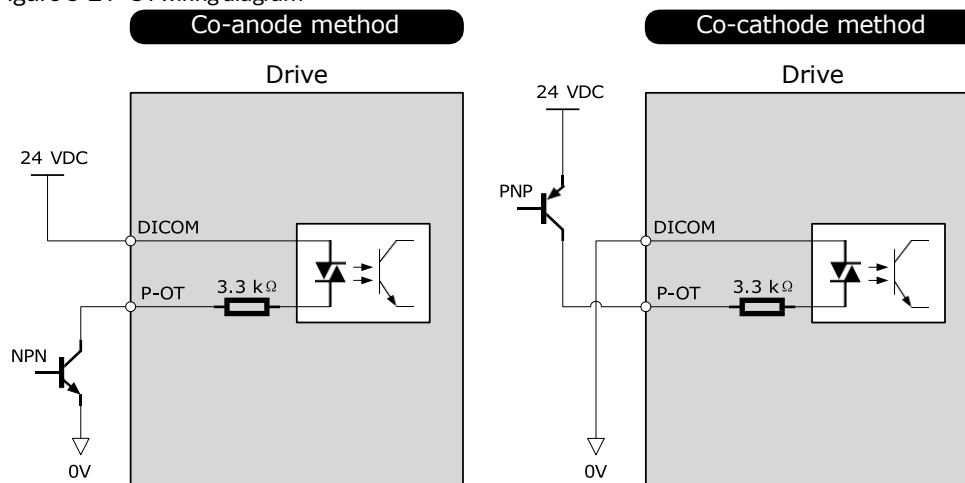 Co-anode method
Drive
24 VDC
DICOM
P-OT
3.3 kΩ
NPN
0V
Co-cathode method
Drive
24 VDC
PNP
DICOM
P-OT
3.3 kΩ
0V